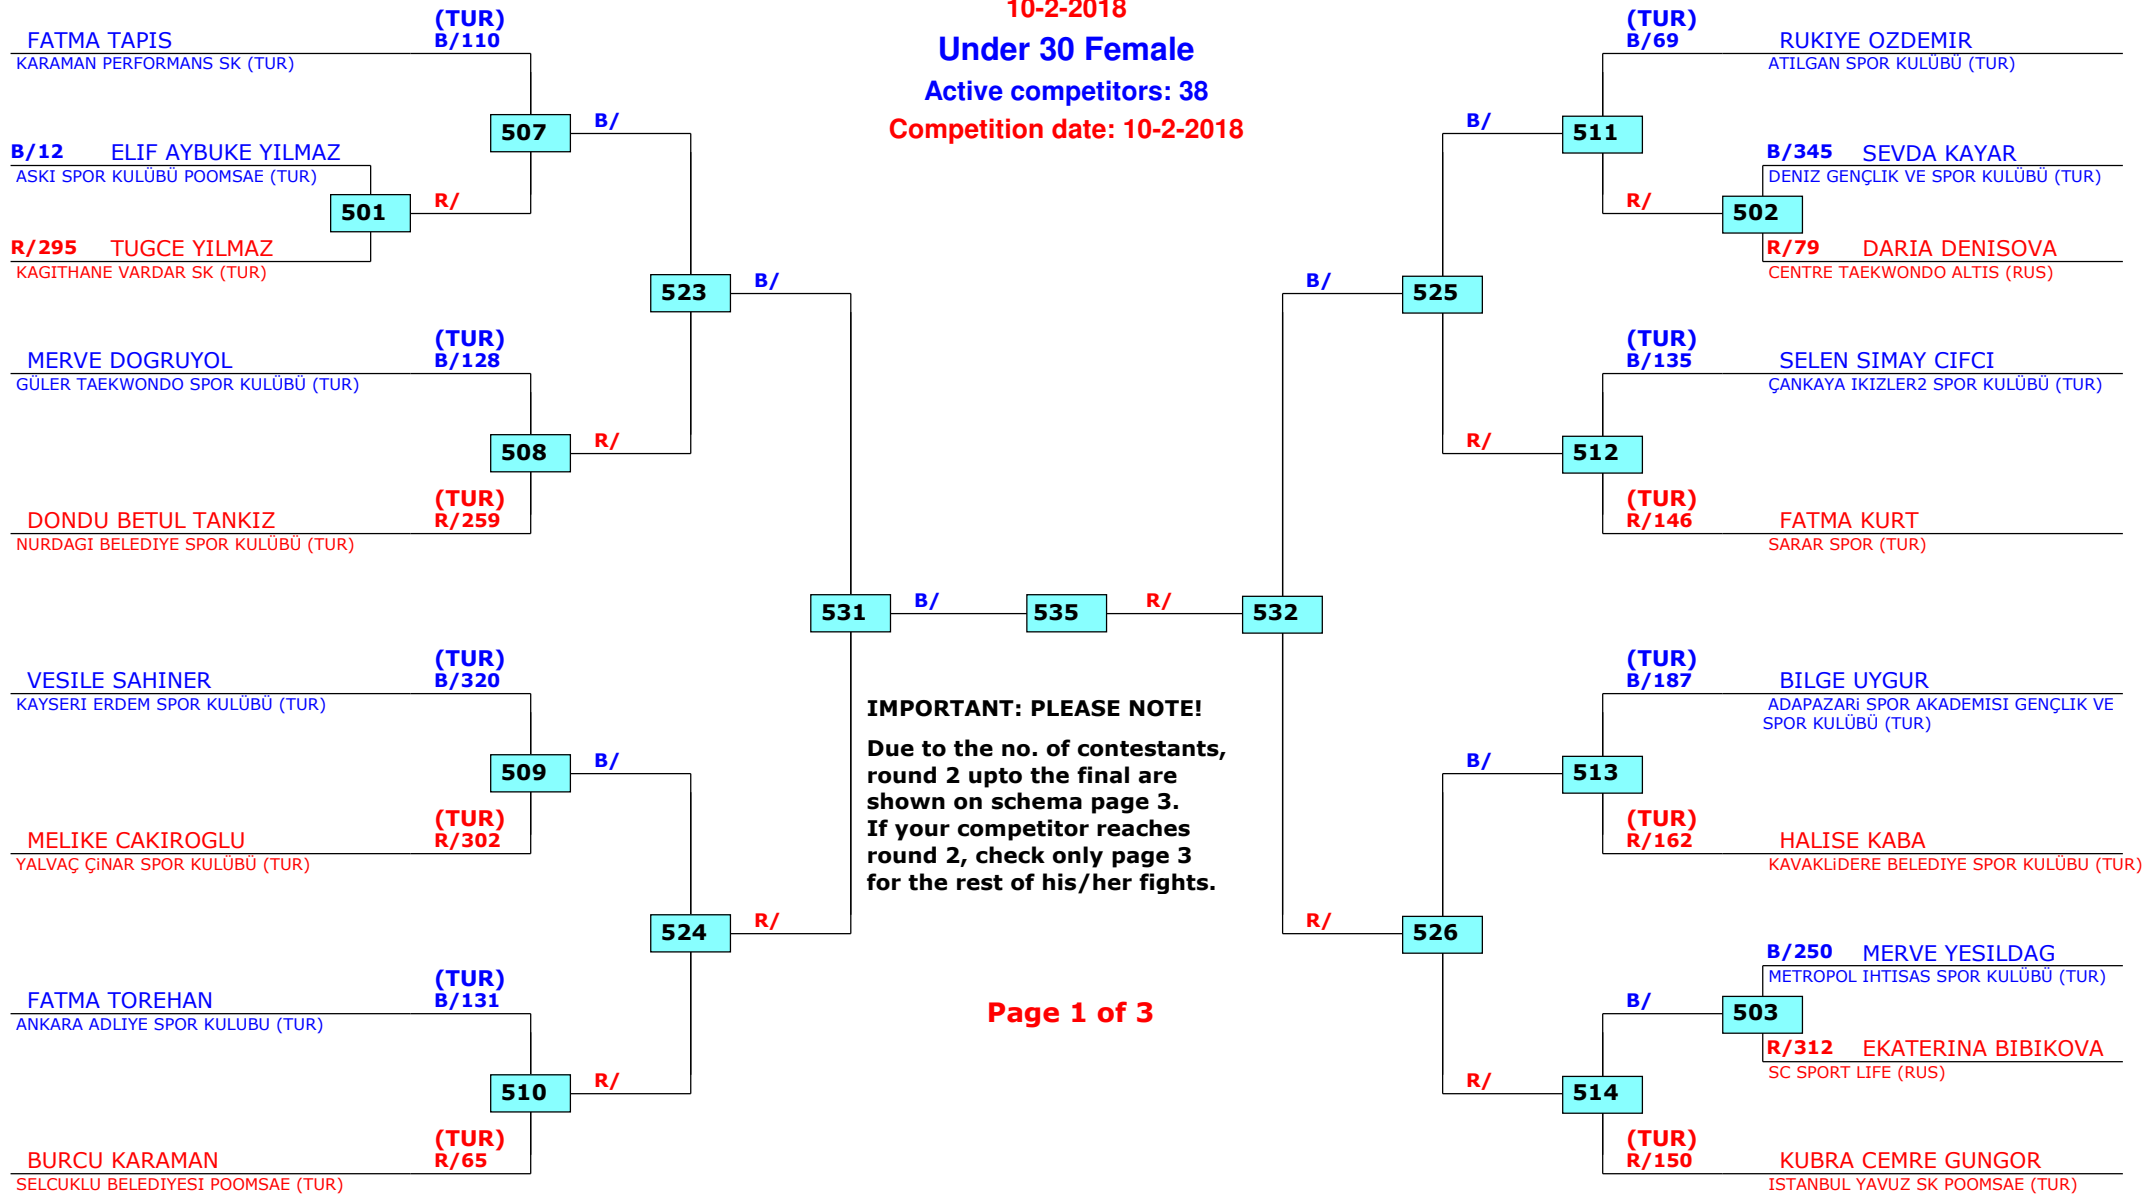 10-2-2018
Under 30 Female
Active competitors: 38
Competition date: 10-2-2018
(TUR)
FATMA TAPIS B/110
KARAMAN PERFORMANS SK (TUR)
507 B/
B/12 ELIF AYBUKE YILMAZ
ASKI SPOR KULÜBÜ POOMSAE (TUR)
501 R/
R/295 TUGCE YILMAZ
KAGITHANE VARDAR SK (TUR)
523 B/
(TUR)
MERVE DOGRUYOL B/128
GÜLER TAEKWONDO SPOR KULÜBÜ (TUR)
508 R/
(TUR)
DONDU BETUL TANKIZ R/259
NURDAGI BELEDIYE SPOR KULÜBÜ (TUR)
531 B/ 535 R/ 532
(TUR)
VESILE SAHINER B/320
KAYSERI ERDEM SPOR KULÜBÜ (TUR)
509 B/
(TUR)
MELIKE CAKIROGLU R/302
YALVAÇ ÇiNAR SPOR KULÜBÜ (TUR)
524 R/
(TUR)
FATMA TOREHAN B/131
ANKARA ADLIYE SPOR KULUBU (TUR)
510 R/
(TUR)
BURCU KARAMAN R/65
SELCUKLU BELEDIYESI POOMSAE (TUR)
IMPORTANT: PLEASE NOTE!
Due to the no. of contestants,
round 2 upto the final are
shown on schema page 3.
If your competitor reaches
round 2, check only page 3
for the rest of his/her fights.
Page 1 of 3
(TUR)
B/69 RUKIYE OZDEMIR
ATILGAN SPOR KULÜBÜ (TUR)
B/ 511
B/345 SEVDA KAYAR
DENIZ GENÇLIK VE SPOR KULÜBÜ (TUR)
R/ 502
R/79 DARIA DENISOVA
CENTRE TAEKWONDO ALTIS (RUS)
B/ 525
(TUR)
B/135 SELEN SIMAY CIFCI
ÇANKAYA IKIZLER2 SPOR KULÜBÜ (TUR)
R/ 512
(TUR)
R/146 FATMA KURT
SARAR SPOR (TUR)
(TUR)
B/187 BILGE UYGUR
ADAPAZARi SPOR AKADEMISI GENÇLIK VE
SPOR KULÜBÜ (TUR)
B/ 513
(TUR)
R/162 HALISE KABA
KAVAKLiDERE BELEDIYE SPOR KULÜBU (TUR)
R/ 526
B/250 MERVE YESILDAG
METROPOL IHTISAS SPOR KULÜBÜ (TUR)
B/ 503
R/312 EKATERINA BIBIKOVA
SC SPORT LIFE (RUS)
R/ 514
(TUR)
R/150 KUBRA CEMRE GUNGOR
ISTANBUL YAVUZ SK POOMSAE (TUR)